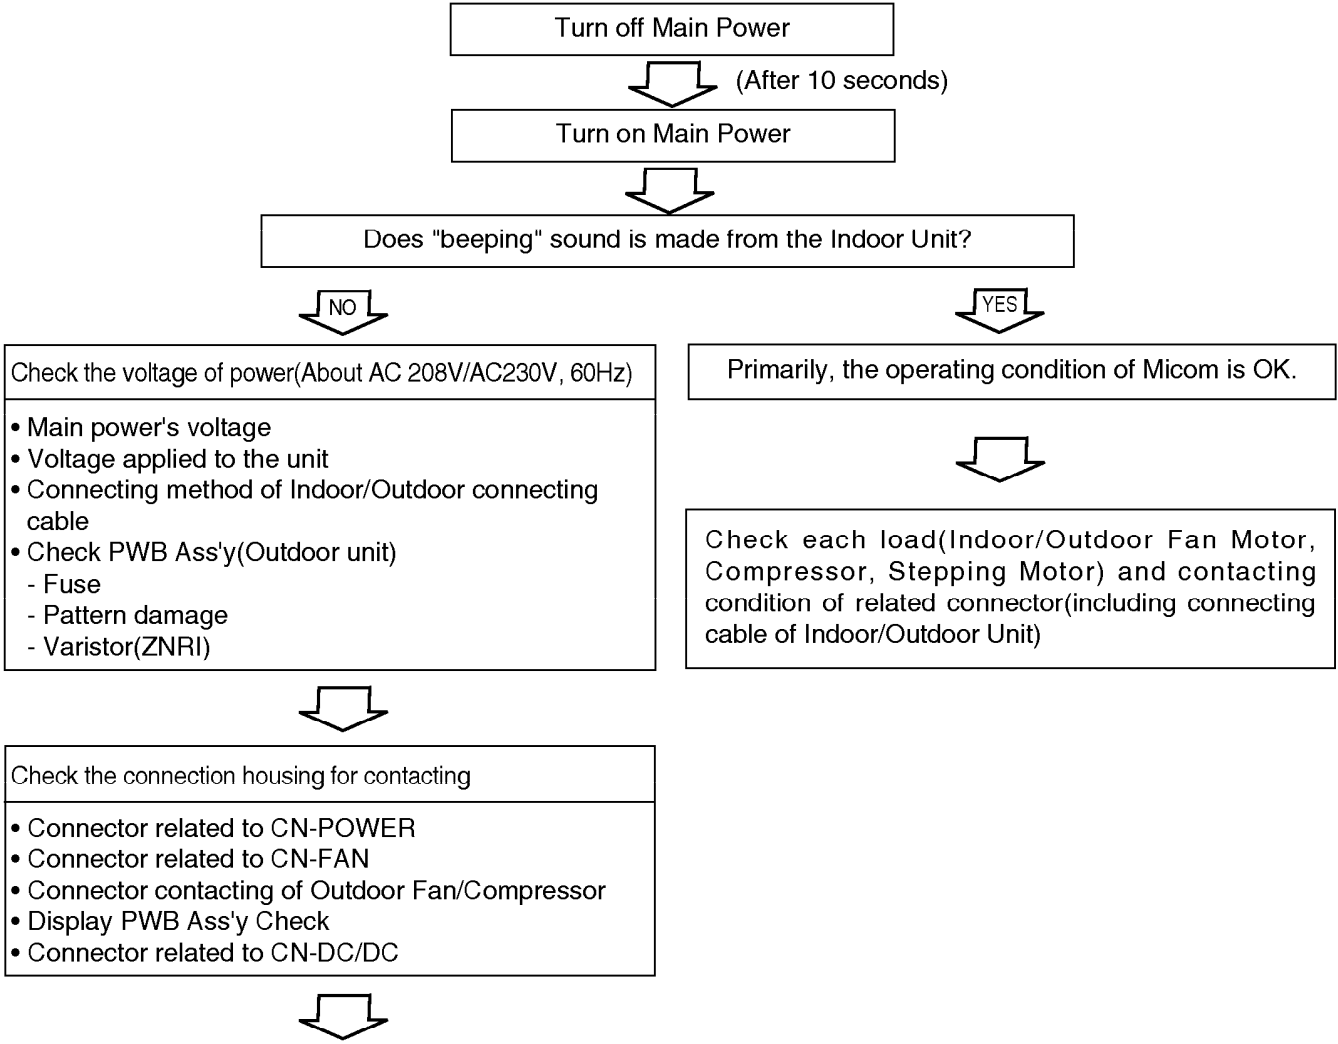 Turn off Main Power
(After 10 seconds)
Turn on Main Power
Does "beeping" sound is made from the Indoor Unit?
NO
YES
Check the voltage of power(About AC 208V/AC230V, 60Hz)
• Main power's voltage
• Voltage applied to the unit
• Connecting method of Indoor/Outdoor connecting
cable
• Check PWB Ass'y(Outdoor unit)
- Fuse
- Pattern damage
- Varistor(ZNRI)
Primarily, the operating condition of Micom is OK.
Check each load(Indoor/Outdoor Fan Motor,
Compressor, Stepping Motor) and contacting
condition of related connector(including connecting
cable of Indoor/Outdoor Unit)
Check the connection housing for contacting
• Connector related to CN-POWER
• Connector related to CN-FAN
• Connector contacting of Outdoor Fan/Compressor
• Display PWB Ass'y Check
• Connector related to CN-DC/DC